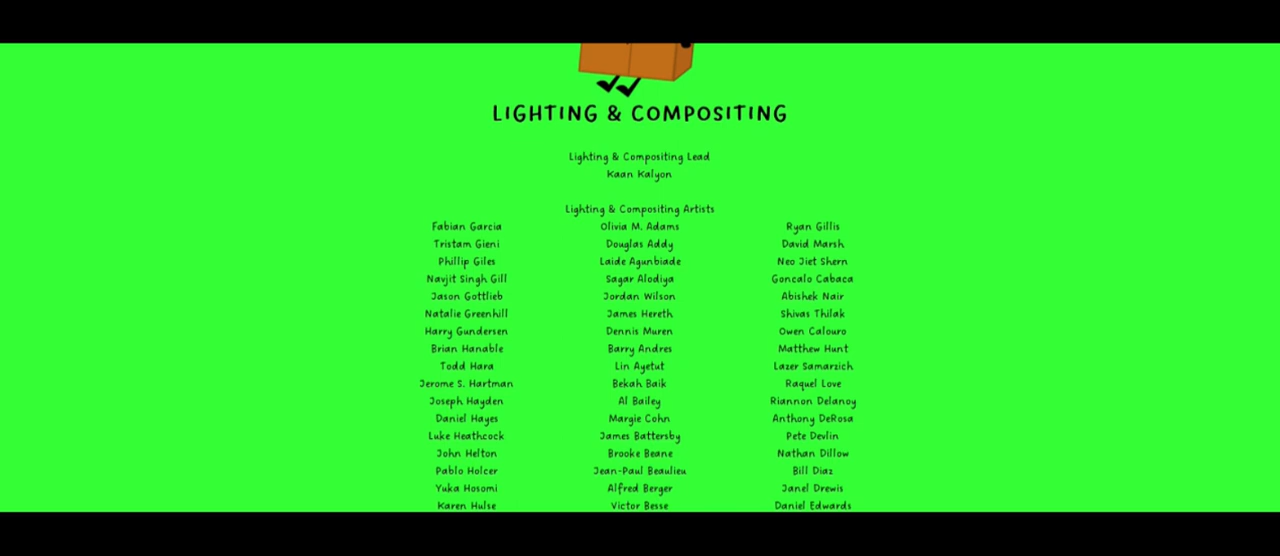 LIGHTING & COMPOSITING
Lighting & Compositing Lead
Kaan Kalyon
Lighting & Compositing Artists
Fabian Garcia Olivia M. Adams Ryan Gillis
Tristam Gieni Douglas Addy David Marsh
Phillip Giles Laide Agunbiade Neo Jiet Shern
Navjit Singh Gill Sagar Alodiya Goncalo Cabaca
Jason Gottlieb Jordan Wilson Abishek Nair
Natalie Greenhill James Hereth Shivas Thilak
Harry Gundersen Dennis Muren Owen Calouro
Brian Hanable Barry Andres Matthew Hunt
Todd Hara Lin Ayetut Lazer Samarzich
Jerome S. Hartman Bekah Baik Raquel Love
Joseph Hayden Al Bailey Riannon Delanoy
Daniel Hayes Margie Cohn Anthony DeRosa
Luke Heathcock James Battersby Pete Devlin
John Helton Brooke Beane Nathan Dillow
Pablo Holcer Jean-Paul Beaulieu Bill Diaz
Yuka Hosomi Alfred Berger Janel Drewis
Karen Hulse Victor Besse Daniel Edwards